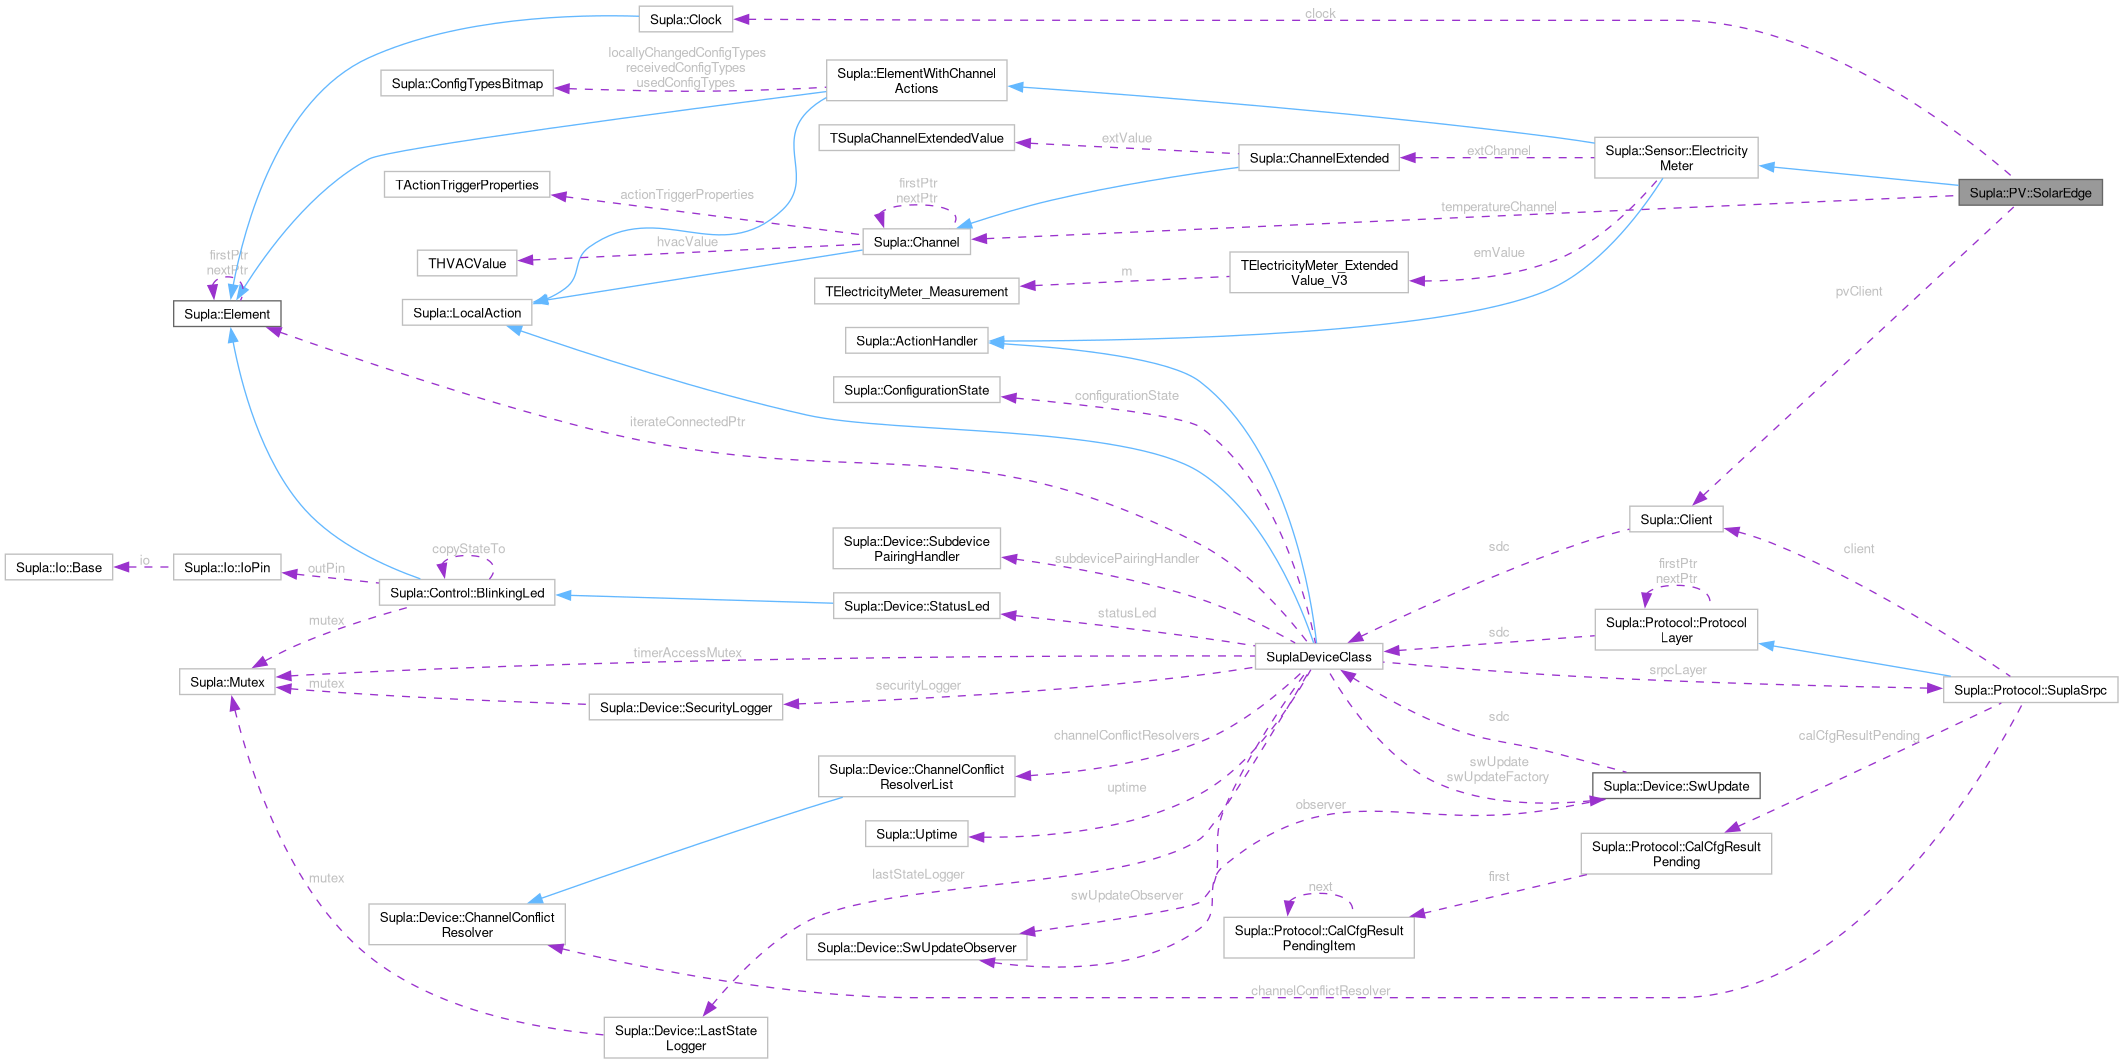 clock
Supla::Clock
locallyChangedConfigTypes
receivedConfigTypes
usedConfigTypes
Supla::ConfigTypesBitmap
Supla::ElementWithChannel
Actions
TSuplaChannelExtendedValue
extValue
Supla::ChannelExtended
extChannel
Supla::Sensor::Electricity
Meter
Supla::PV::SolarEdge
TActionTriggerProperties
actionTriggerProperties
firstPtr
nextPtr
temperatureChannel
Supla::Channel
hvacValue
THVACValue
emValue
firstPtr
nextPtr
TElectricityMeter_Extended
Value_V3
m
TElectricityMeter_Measurement
pvClient
Supla::Element
Supla::LocalAction
Supla::ActionHandler
Supla::ConfigurationState
configurationState
iterateConnectedPtr
Supla::Client
Supla::Device::Subdevice
PairingHandler
subdevicePairingHandler
sdc
client
copyStateTo
Supla::Io::Base
io
Supla::Io::IoPin
outPin
Supla::Control::BlinkingLed
Supla::Device::StatusLed
statusLed
firstPtr
nextPtr
Supla::Protocol::Protocol
Layer
sdc
mutex
timerAccessMutex
SuplaDeviceClass
srpcLayer
Supla::Mutex
mutex
securityLogger
Supla::Protocol::SuplaSrpc
Supla::Device::SecurityLogger
sdc
channelConflictResolvers
calCfgResultPending
Supla::Device::ChannelConflict
ResolverList
swUpdate
swUpdateFactory
Supla::Device::SwUpdate
uptime
observer
Supla::Uptime
Supla::Protocol::CalCfgResult
Pending
mutex
lastStateLogger
first
next
swUpdateObserver
Supla::Device::ChannelConflict
Resolver
Supla::Device::SwUpdateObserver
Supla::Protocol::CalCfgResult
PendingItem
channelConflictResolver
Supla::Device::LastState
Logger